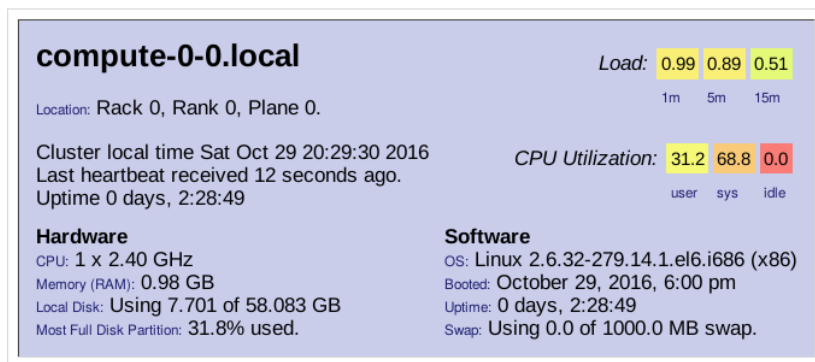 compute-0-0.local
Load: 0.99 0.89 0.51
1m 5m 15m
Location: Rack 0, Rank 0, Plane 0.
Cluster local time Sat Oct 29 20:29:30 2016
Last heartbeat received 12 seconds ago.
Uptime 0 days, 2:28:49
CPU Utilization: 31.2 68.8 0.0
user sys idle
Hardware
CPU: 1 x 2.40 GHz
Memory (RAM): 0.98 GB
Local Disk: Using 7.701 of 58.083 GB
Most Full Disk Partition: 31.8% used.
Software
OS: Linux 2.6.32-279.14.1.el6.i686 (x86)
Booted: October 29, 2016, 6:00 pm
Uptime: 0 days, 2:28:49
Swap: Using 0.0 of 1000.0 MB swap.